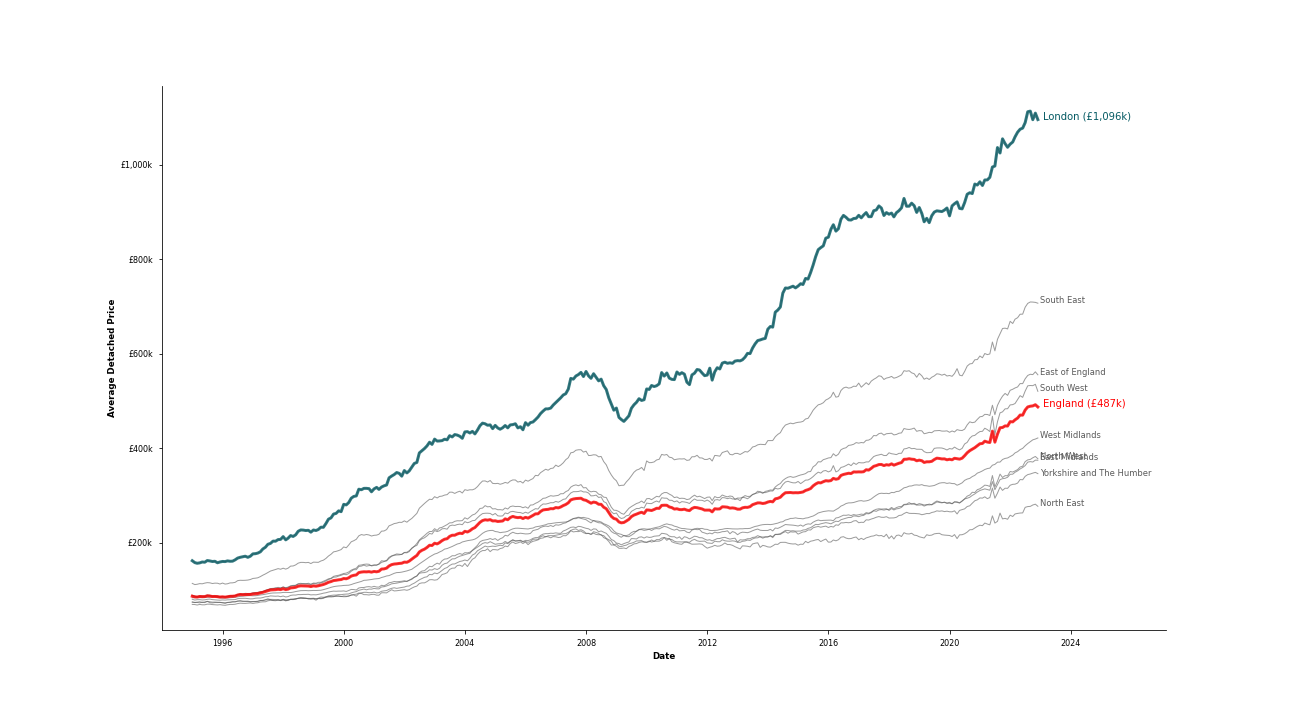 London (£1,096k)
£1,000k
£800k
£600k
£400k
£200k
Average Detached Price
South East
East of England
South West
England (£487k)
West Midlands
North West
East Midlands
Yorkshire and The Humber
North East
1996
2000
2004
2008
2012
2016
2020
2024
Date